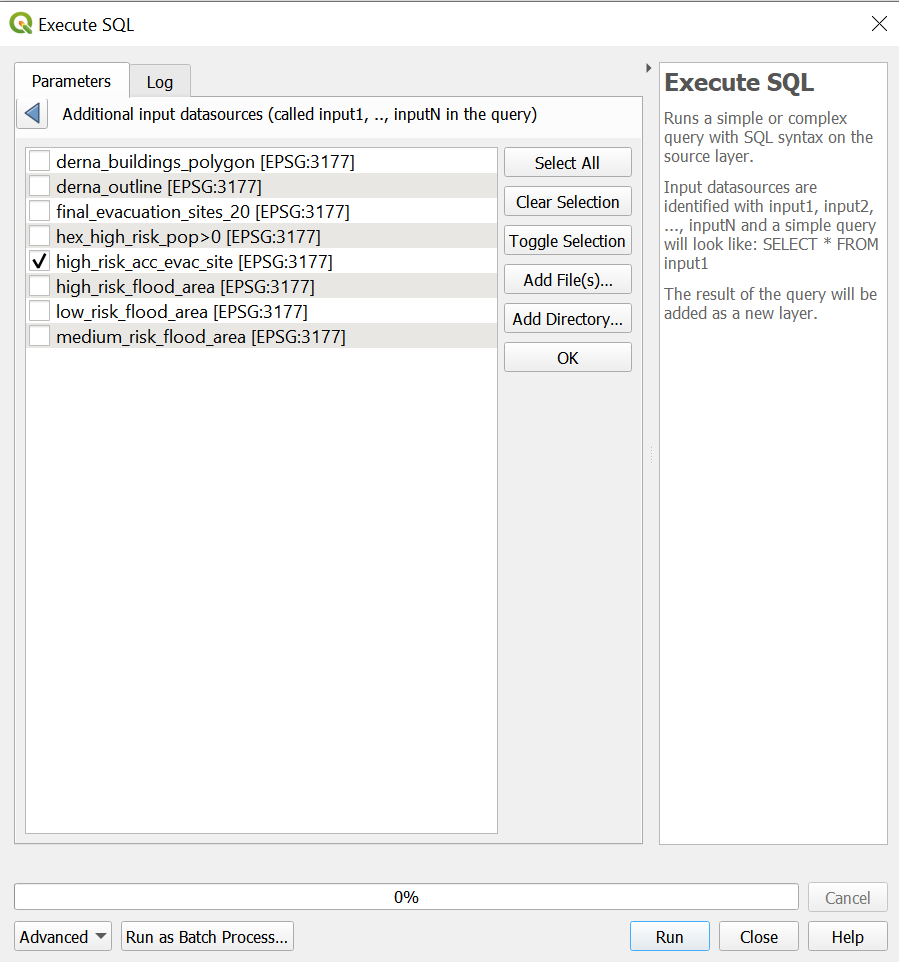 Execute SQL
Parameters
Log
Additional input datasources (called input1, .., inputN in the query)
derna_buildings_polygon [EPSG:3177]
derna_outline [EPSG:3177]
final_evacuation_sites_20 [EPSG:3177]
hex_high_risk_pop>0 [EPSG:3177]
high_risk_acc_evac_site [EPSG:3177]
high_risk_flood_area [EPSG:3177]
low_risk_flood_area [EPSG:3177]
medium_risk_flood_area [EPSG:3177]
Select All
Clear Selection
Toggle Selection
Add File(s)...
Add Directory...
OK
Execute SQL
Runs a simple or complex
query with SQL syntax on the
source layer.
Input datasources are
identified with input1, input2,
..., inputN and a simple query
will look like: SELECT * FROM
input1
The result of the query will be
added as a new layer.
0%
Cancel
Advanced
Run as Batch Process...
Run
Close
Help